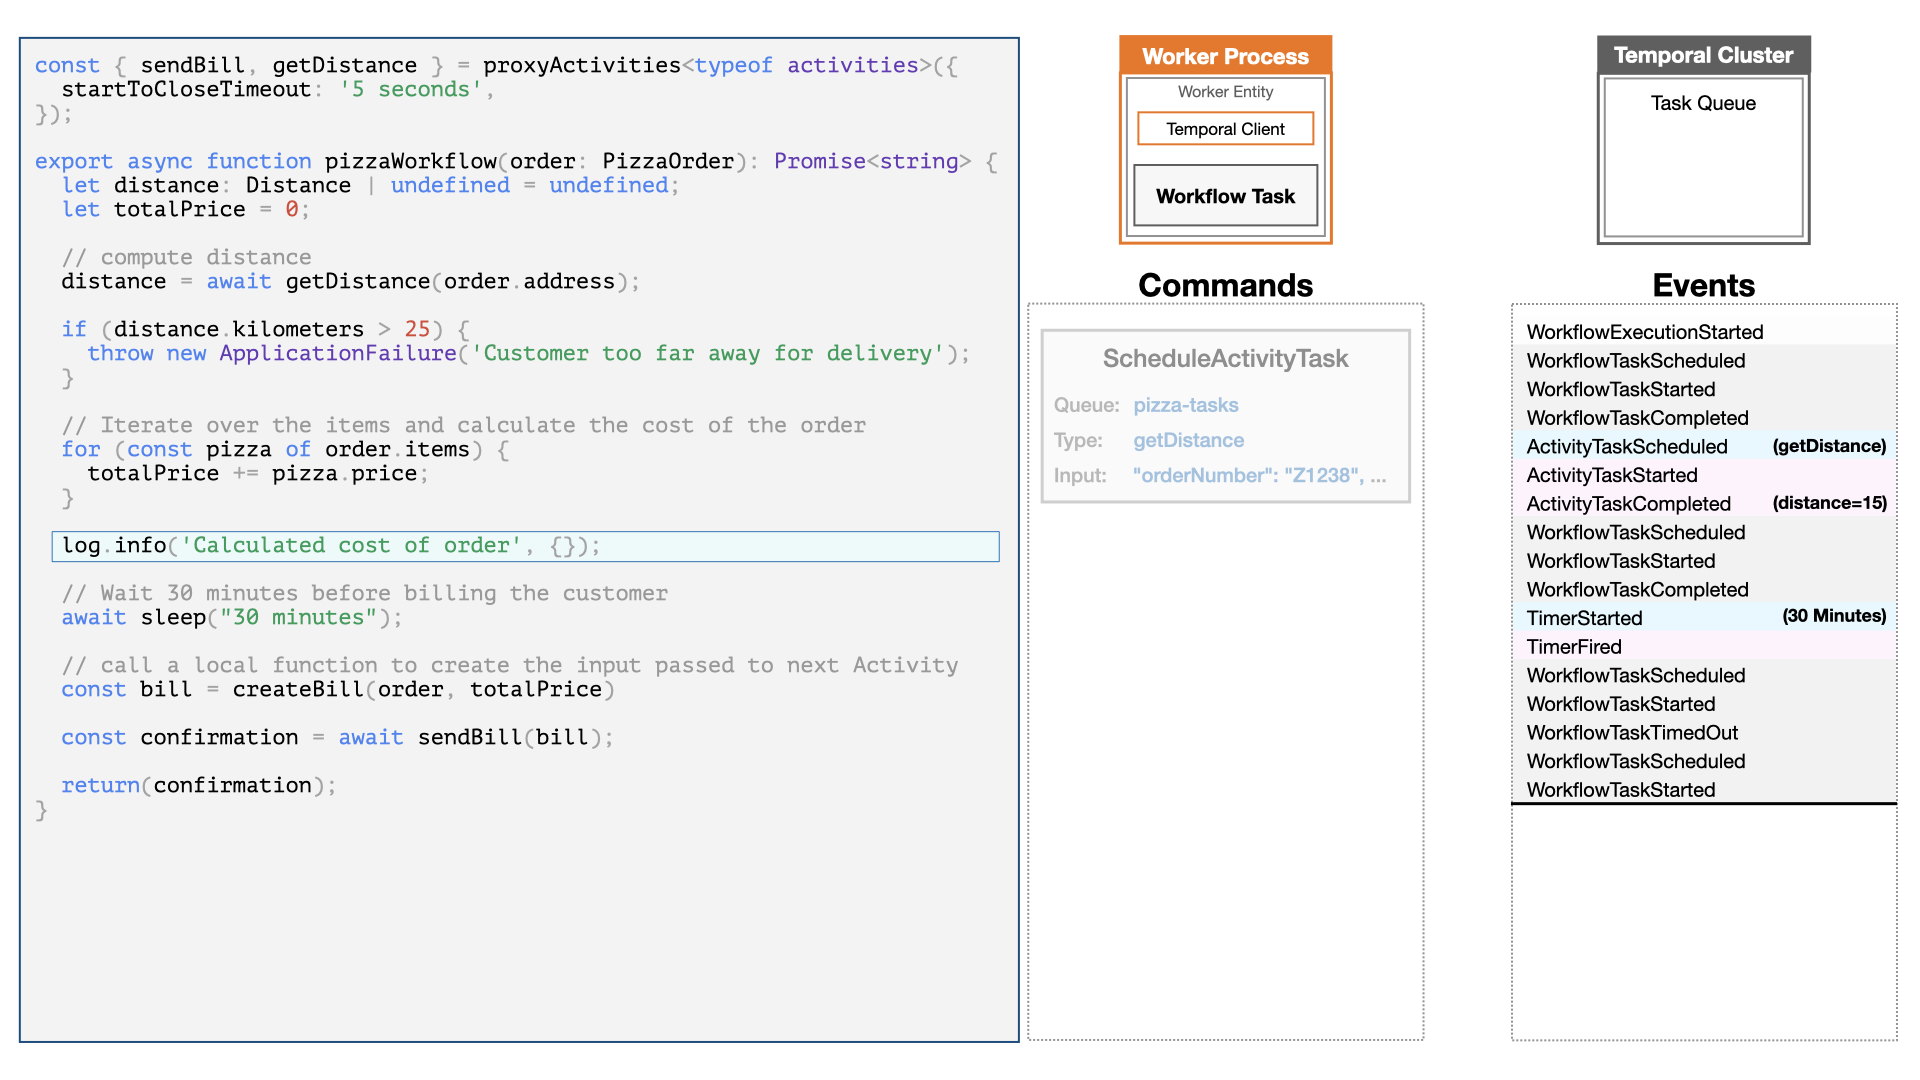 const { sendBill, getDistance } = proxyActivities<typeof activities>({
  startToCloseTimeout: '5 seconds',
});

export async function pizzaWorkflow(order: PizzaOrder): Promise<string> {
  let distance: Distance | undefined = undefined;
  let totalPrice = 0;

  // compute distance
  distance = await getDistance(order.address);

  if (distance.kilometers > 25) {
    throw new ApplicationFailure('Customer too far away for delivery');
  }

  // Iterate over the items and calculate the cost of the order
  for (const pizza of order.items) {
    totalPrice += pizza.price;
  }

  log.info('Calculated cost of order', {});

  // Wait 30 minutes before billing the customer
  await sleep("30 minutes");

  // call a local function to create the input passed to next Activity
  const bill = createBill(order, totalPrice)

  const confirmation = await sendBill(bill);

  return(confirmation);
}
Worker Process
Worker Entity
Temporal Client
Workflow Task
Commands
ScheduleActivityTask
Queue: pizza-tasks
Type: getDistance
Input: "orderNumber": "Z1238", ...
Temporal Cluster
Task Queue
Events
WorkflowExecutionStarted
WorkflowTaskScheduled
WorkflowTaskStarted
WorkflowTaskCompleted
ActivityTaskScheduled (getDistance)
ActivityTaskStarted
ActivityTaskCompleted (distance=15)
WorkflowTaskScheduled
WorkflowTaskStarted
WorkflowTaskCompleted
TimerStarted (30 Minutes)
TimerFired
WorkflowTaskScheduled
WorkflowTaskStarted
WorkflowTaskTimedOut
WorkflowTaskScheduled
WorkflowTaskStarted